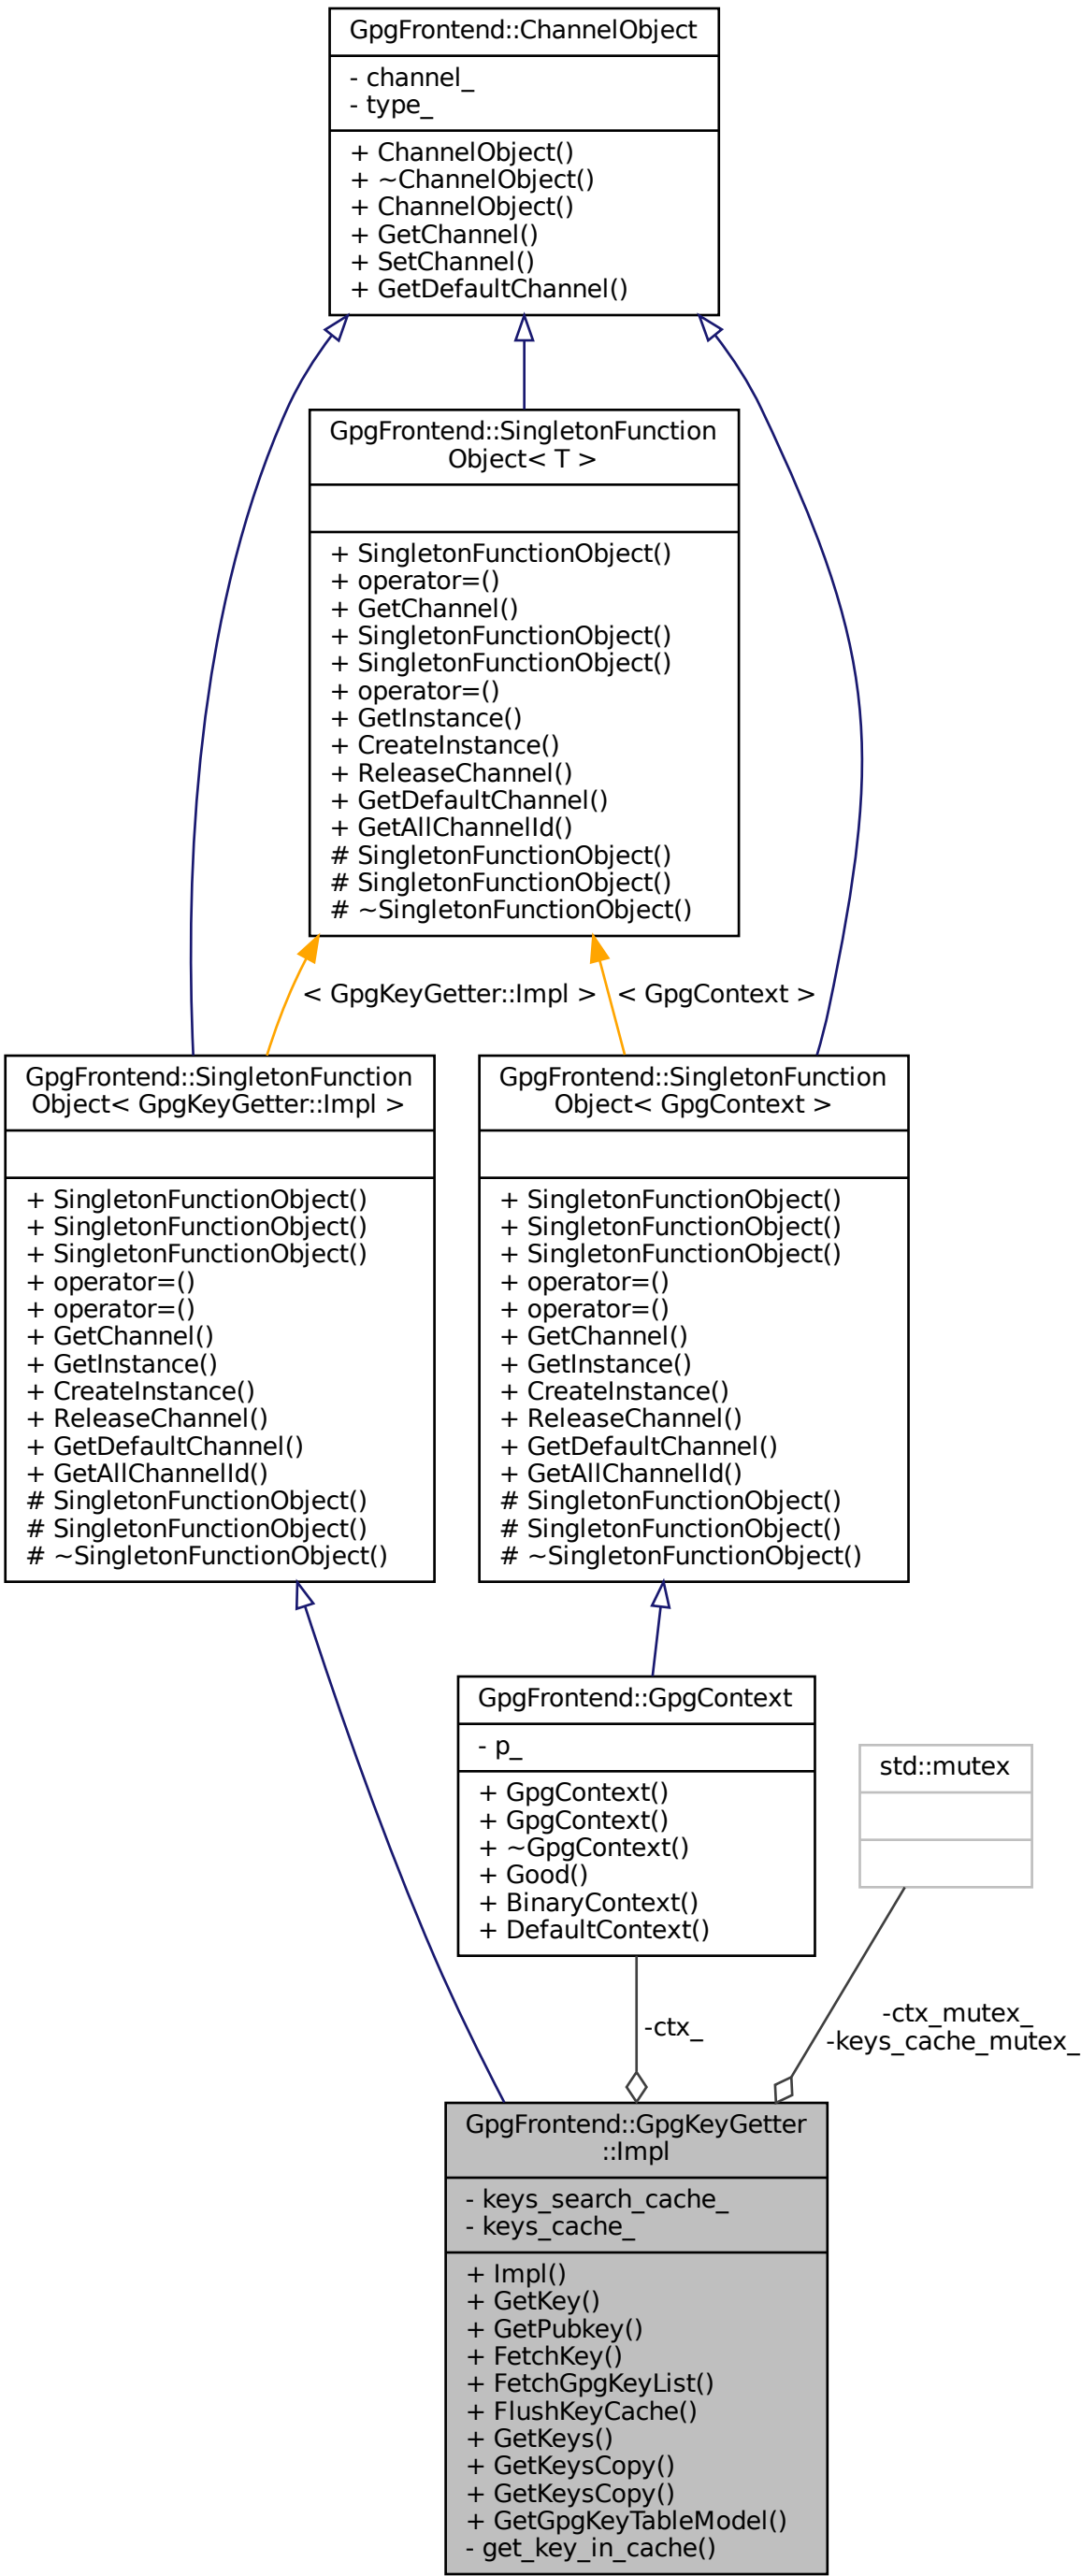 GpgFrontend::ChannelObject
- channel_
- type_
+ ChannelObject()
+ ~ChannelObject()
+ ChannelObject()
+ GetChannel()
+ SetChannel()
+ GetDefaultChannel()
GpgFrontend::SingletonFunction
Object< T >
+ SingletonFunctionObject()
+ operator=()
+ GetChannel()
+ SingletonFunctionObject()
+ SingletonFunctionObject()
+ operator=()
+ GetInstance()
+ CreateInstance()
+ ReleaseChannel()
+ GetDefaultChannel()
+ GetAllChannelId()
# SingletonFunctionObject()
# SingletonFunctionObject()
# ~SingletonFunctionObject()
< GpgKeyGetter::Impl >
< GpgContext >
GpgFrontend::SingletonFunction
Object< GpgKeyGetter::Impl >
+ SingletonFunctionObject()
+ SingletonFunctionObject()
+ SingletonFunctionObject()
+ operator=()
+ operator=()
+ GetChannel()
+ GetInstance()
+ CreateInstance()
+ ReleaseChannel()
+ GetDefaultChannel()
+ GetAllChannelId()
# SingletonFunctionObject()
# SingletonFunctionObject()
# ~SingletonFunctionObject()
GpgFrontend::SingletonFunction
Object< GpgContext >
+ SingletonFunctionObject()
+ SingletonFunctionObject()
+ SingletonFunctionObject()
+ operator=()
+ operator=()
+ GetChannel()
+ GetInstance()
+ CreateInstance()
+ ReleaseChannel()
+ GetDefaultChannel()
+ GetAllChannelId()
# SingletonFunctionObject()
# SingletonFunctionObject()
# ~SingletonFunctionObject()
GpgFrontend::GpgContext
- p_
+ GpgContext()
+ GpgContext()
+ ~GpgContext()
+ Good()
+ BinaryContext()
+ DefaultContext()
std::mutex
-ctx_
-ctx_mutex_
-keys_cache_mutex_
GpgFrontend::GpgKeyGetter
::Impl
- keys_search_cache_
- keys_cache_
+ Impl()
+ GetKey()
+ GetPubkey()
+ FetchKey()
+ FetchGpgKeyList()
+ FlushKeyCache()
+ GetKeys()
+ GetKeysCopy()
+ GetKeysCopy()
+ GetGpgKeyTableModel()
- get_key_in_cache()